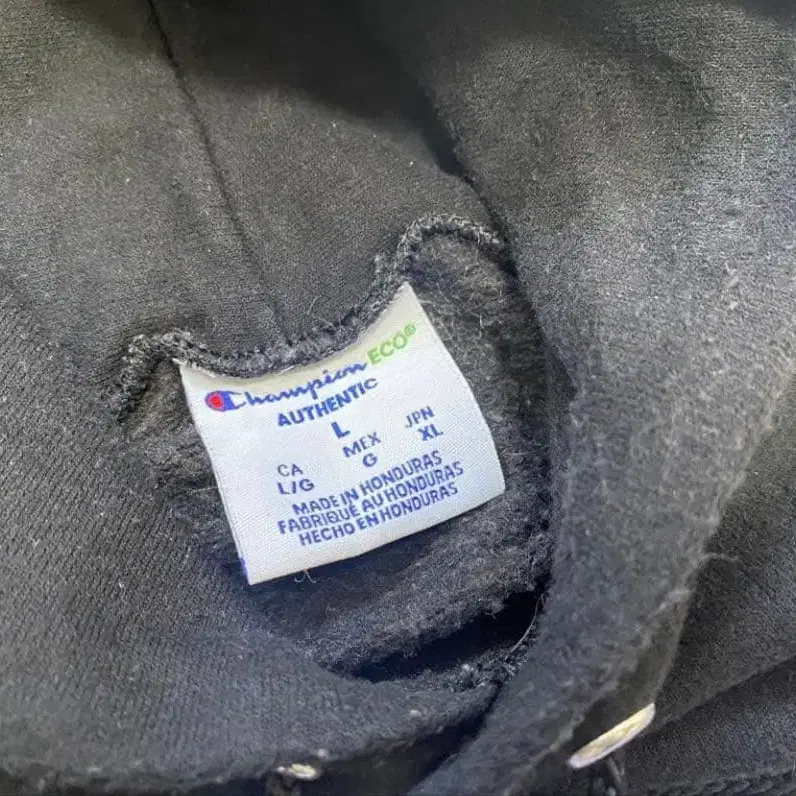 Champion ECO®
AUTHENTIC
L
CA MEX JPN
L/G G XL
MADE IN HONDURAS
FABRIQUÉ AU HONDURAS
HECHO EN HONDURAS